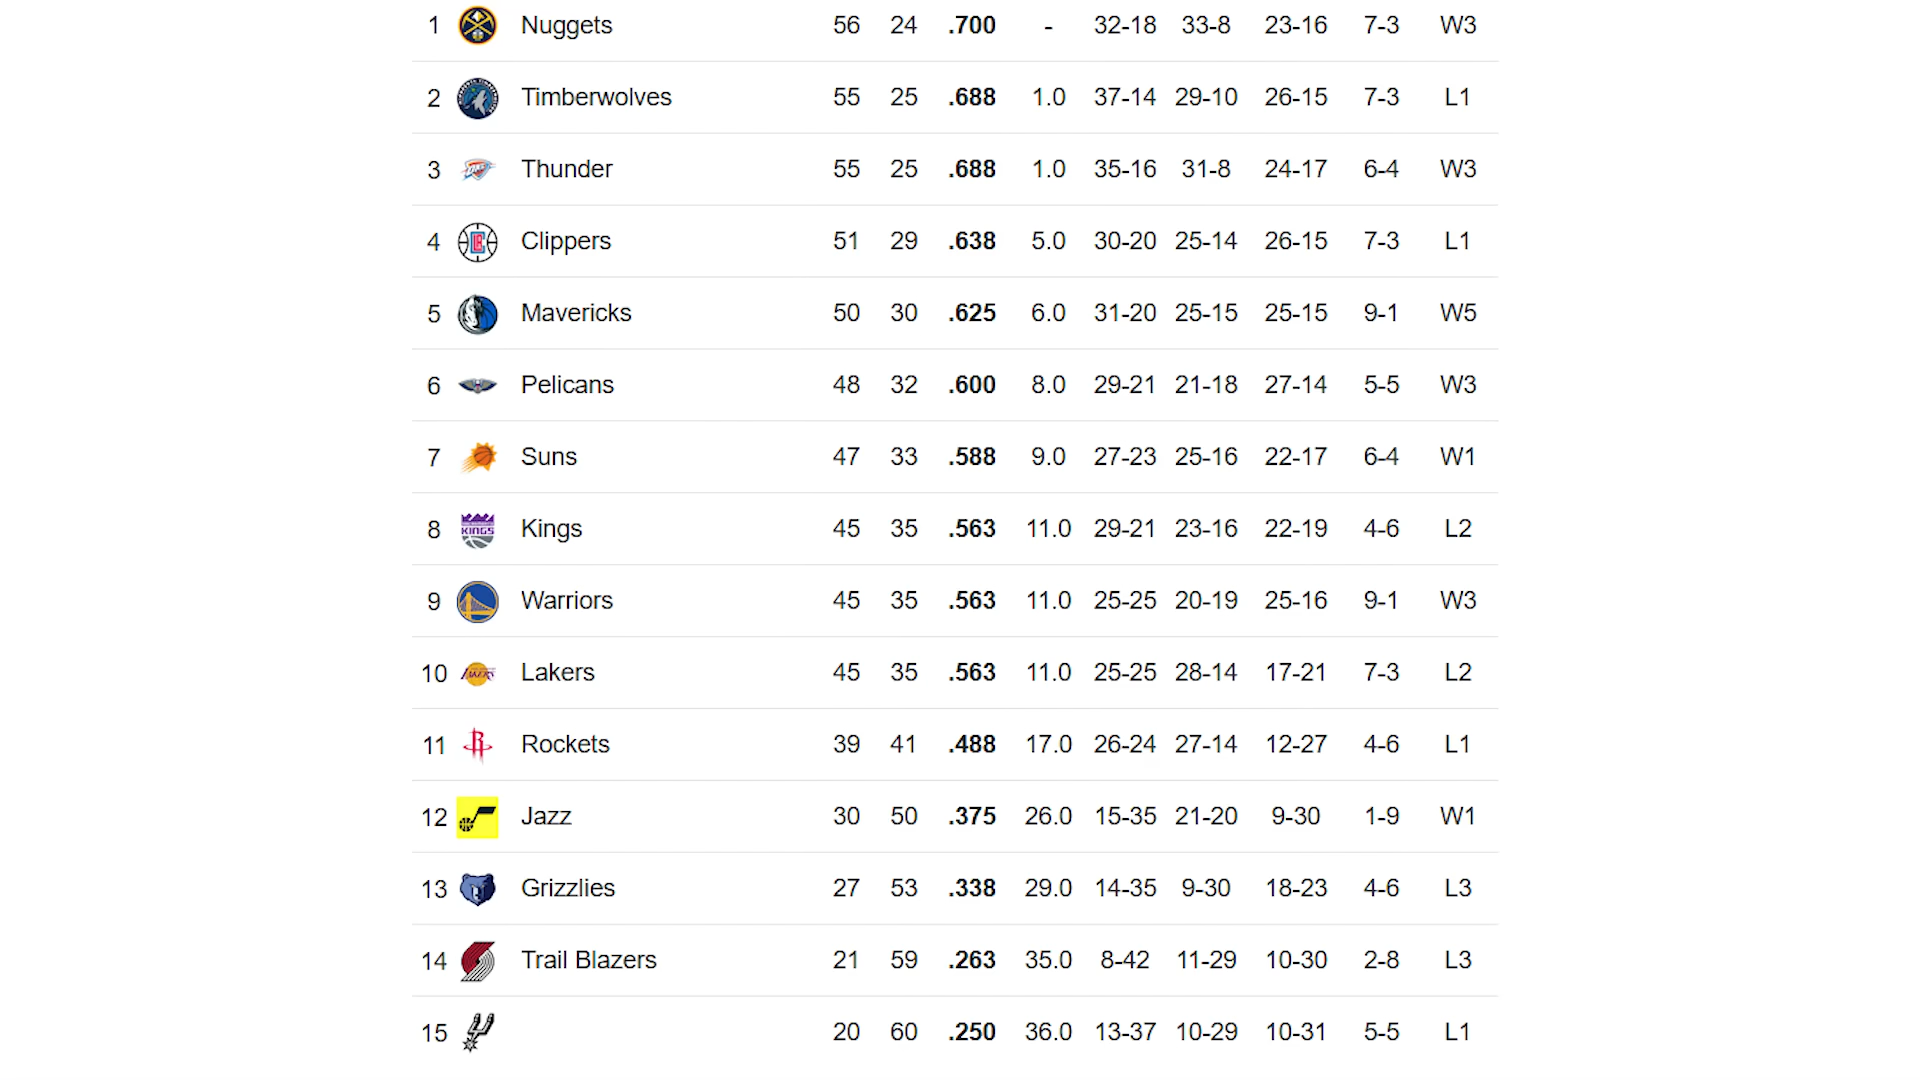 1 Nuggets 56 24 .700 - 32-18 33-8 23-16 7-3 W3
2 Timberwolves 55 25 .688 1.0 37-14 29-10 26-15 7-3 L1
3 Thunder 55 25 .688 1.0 35-16 31-8 24-17 6-4 W3
4 Clippers 51 29 .638 5.0 30-20 25-14 26-15 7-3 L1
5 Mavericks 50 30 .625 6.0 31-20 25-15 25-15 9-1 W5
6 Pelicans 48 32 .600 8.0 29-21 21-18 27-14 5-5 W3
7 Suns 47 33 .588 9.0 27-23 25-16 22-17 6-4 W1
8 KINGS Kings 45 35 .563 11.0 29-21 23-16 22-19 4-6 L2
9 Warriors 45 35 .563 11.0 25-25 20-19 25-16 9-1 W3
10 LAKERS Lakers 45 35 .563 11.0 25-25 28-14 17-21 7-3 L2
11 R Rockets 39 41 .488 17.0 26-24 27-14 12-27 4-6 L1
12 Jazz 30 50 .375 26.0 15-35 21-20 9-30 1-9 W1
13 Grizzlies 27 53 .338 29.0 14-35 9-30 18-23 4-6 L3
14 Trail Blazers 21 59 .263 35.0 8-42 11-29 10-30 2-8 L3
15 20 60 .250 36.0 13-37 10-29 10-31 5-5 L1